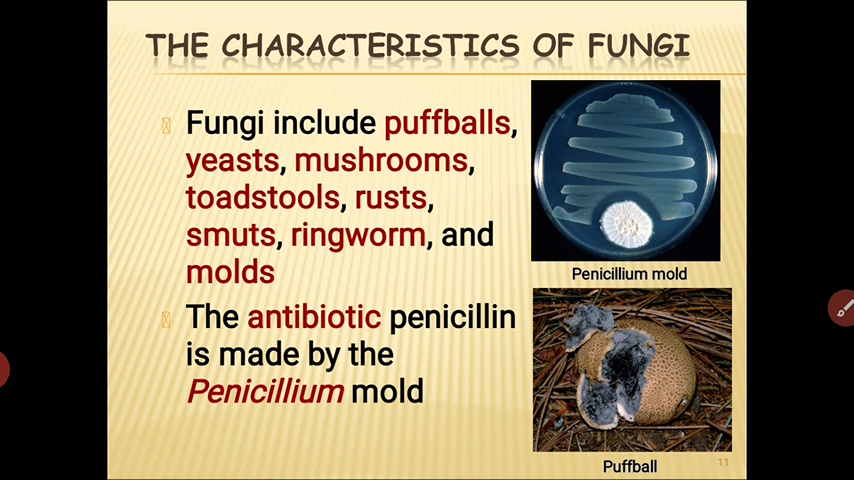 THE CHARACTERISTICS OF FUNGI
Fungi include puffballs,
yeasts, mushrooms,
toadstools, rusts,
smuts, ringworm, and
molds
The antibiotic penicillin
is made by the
Penicillium mold
Penicillium mold
Puffball
11